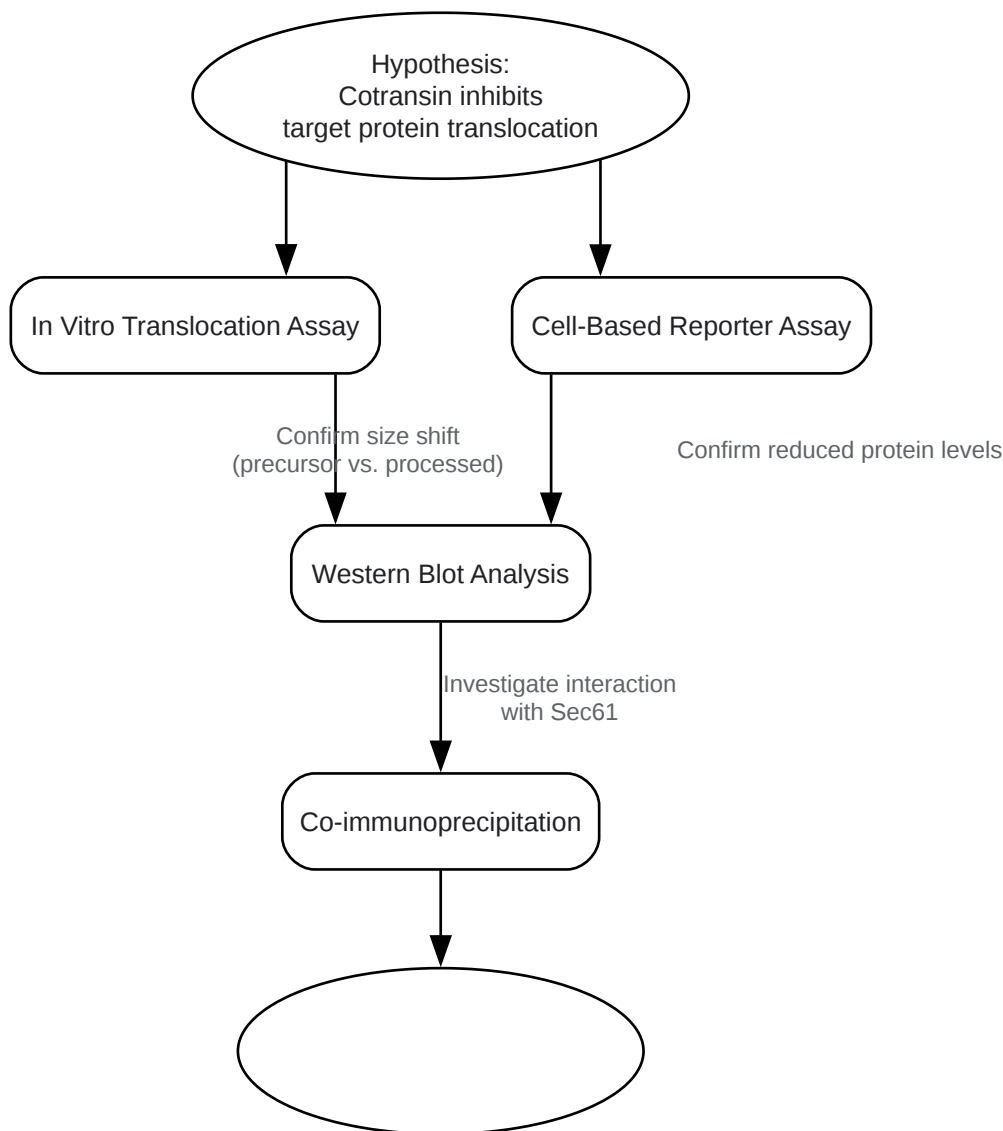 Hypothesis:
Cotransin inhibits
target protein translocation
In Vitro Translocation Assay
Cell-Based Reporter Assay
Confirm size shift
(precursor vs. processed)
Confirm reduced protein levels
Western Blot Analysis
Investigate interaction
with Sec61
Co-immunoprecipitation